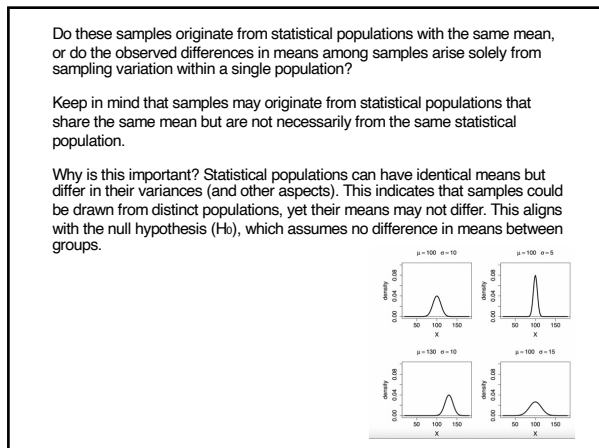 Do these samples originate from statistical populations with the same mean,
or do the observed differences in means among samples arise solely from
sampling variation within a single population?
Keep in mind that samples may originate from statistical populations that
share the same mean but are not necessarily from the same statistical
population.
Why is this important? Statistical populations can have identical means but
differ in their variances (and other aspects). This indicates that samples could
be drawn from distinct populations, yet their means may not differ. This aligns
with the null hypothesis (H₀), which assumes no difference in means between
groups.
μ = 100 σ = 10
density
0.00 0.04 0.08
50 100 150
X
μ = 100 σ = 5
density
0.00 0.04 0.08
50 100 150
X
μ = 130 σ = 10
density
0.00 0.04 0.08
50 100 150
X
μ = 100 σ = 15
density
0.00 0.04 0.08
50 100 150
X